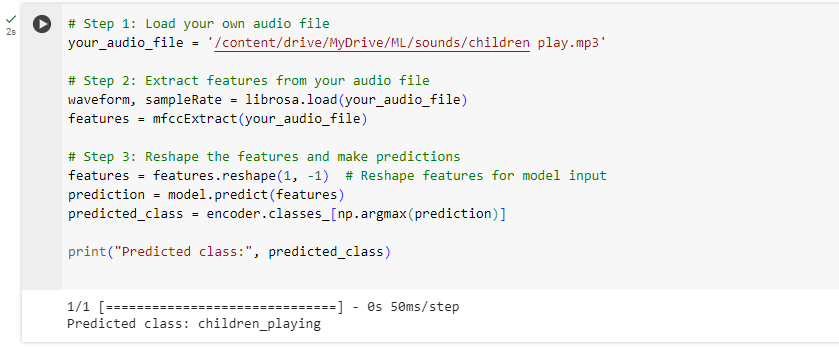 2s
# Step 1: Load your own audio file
your_audio_file = '/content/drive/MyDrive/ML/sounds/children play.mp3'
# Step 2: Extract features from your audio file
waveform, sampleRate = librosa.load(your_audio_file)
features = mfccExtract(your_audio_file)
# Step 3: Reshape the features and make predictions
features = features.reshape(1, -1)  # Reshape features for model input
prediction = model.predict(features)
predicted_class = encoder.classes_[np.argmax(prediction)]
print("Predicted class:", predicted_class)
1/1 [==============================] - 0s 50ms/step
Predicted class: children_playing